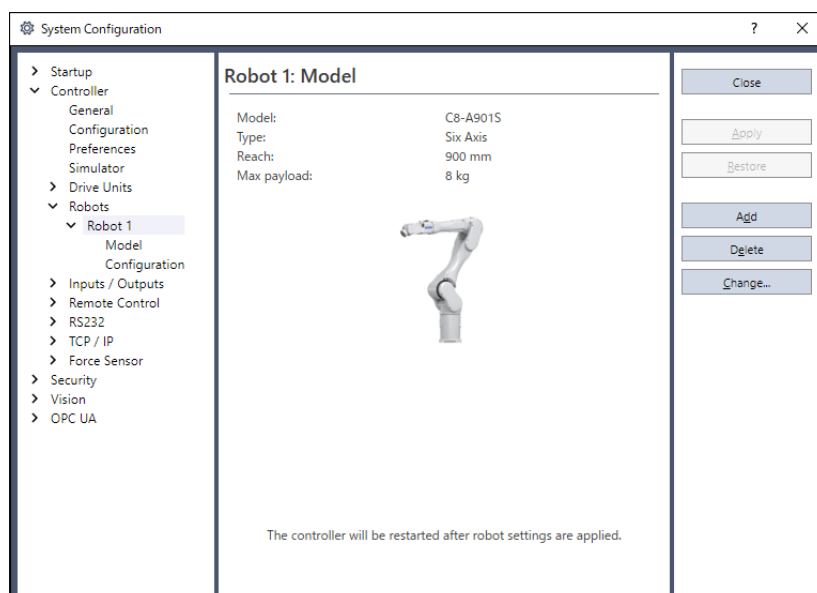 System Configuration
?
Startup
Controller
General
Configuration
Preferences
Simulator
Drive Units
Robots
Robot 1
Model
Configuration
Inputs / Outputs
Remote Control
RS232
TCP / IP
Force Sensor
Security
Vision
OPC UA
Robot 1: Model
Model: C8-A901S
Type: Six Axis
Reach: 900 mm
Max payload: 8 kg
The controller will be restarted after robot settings are applied.
Close
Apply
Restore
Add
Delete
Change...